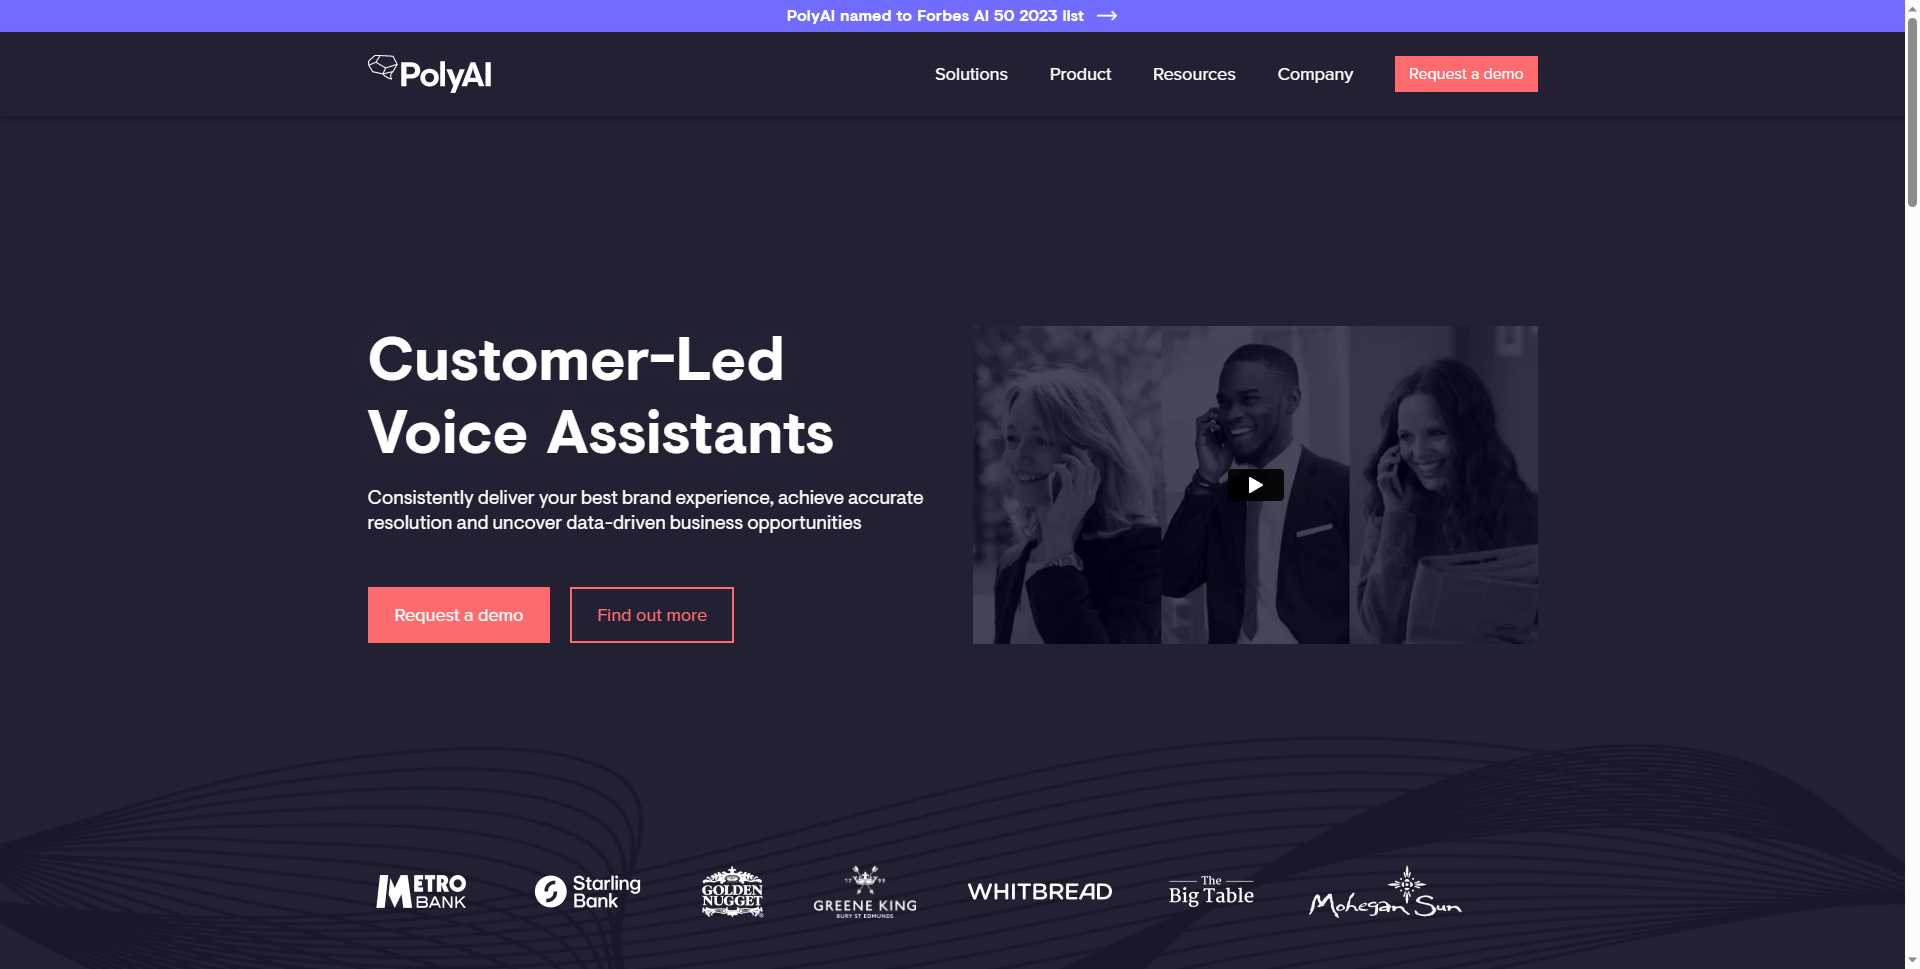 PolyAI named to Forbes AI 50 2023 list
PolyAI
Solutions
Product
Resources
Company
Request a demo
Customer-Led
Voice Assistants
Consistently deliver your best brand experience, achieve accurate
resolution and uncover data-driven business opportunities
Request a demo
Find out more
METRO
BANK
Starling
Bank
GOLDEN
NUGGET
GREENE KING
BURY ST EDMUNDS
WHITBREAD
The
Big Table
Mohegan Sun